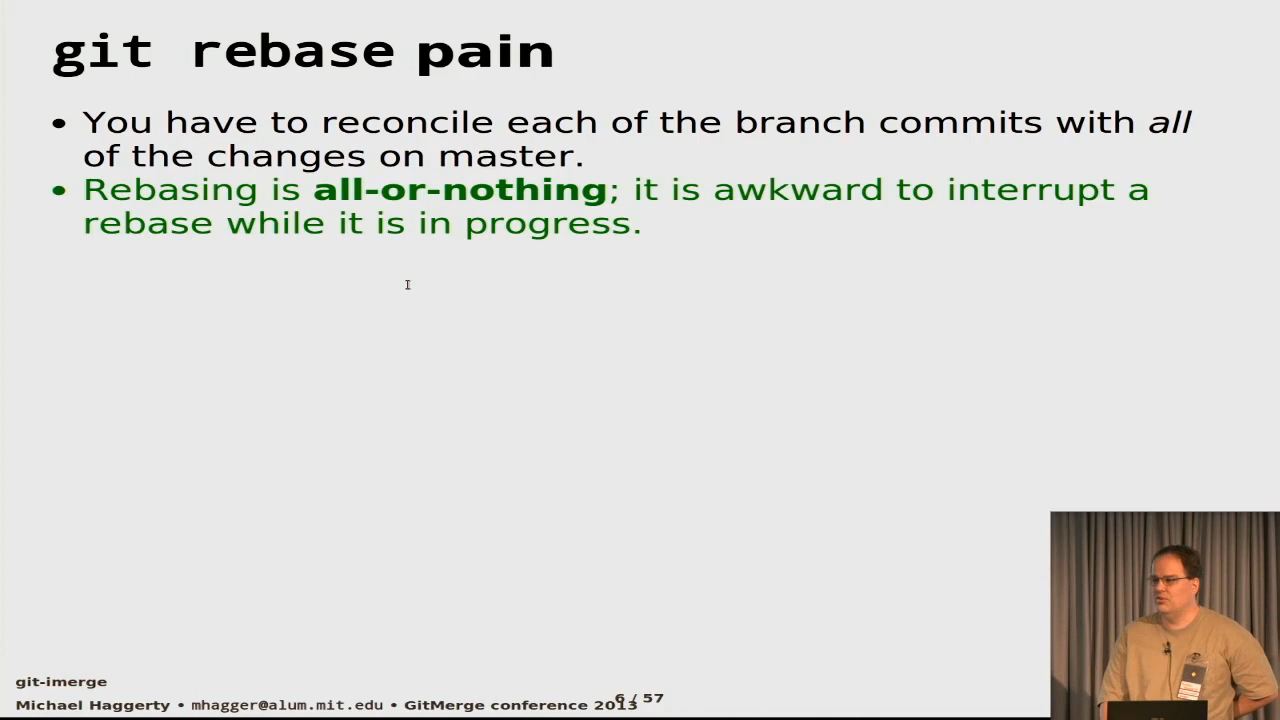 git rebase pain
• You have to reconcile each of the branch commits with all
of the changes on master.
• Rebasing is all-or-nothing; it is awkward to interrupt a
rebase while it is in progress.
git-imerge
Michael Haggerty • mhagger@alum.mit.edu • GitMerge conference 2013
6 / 57